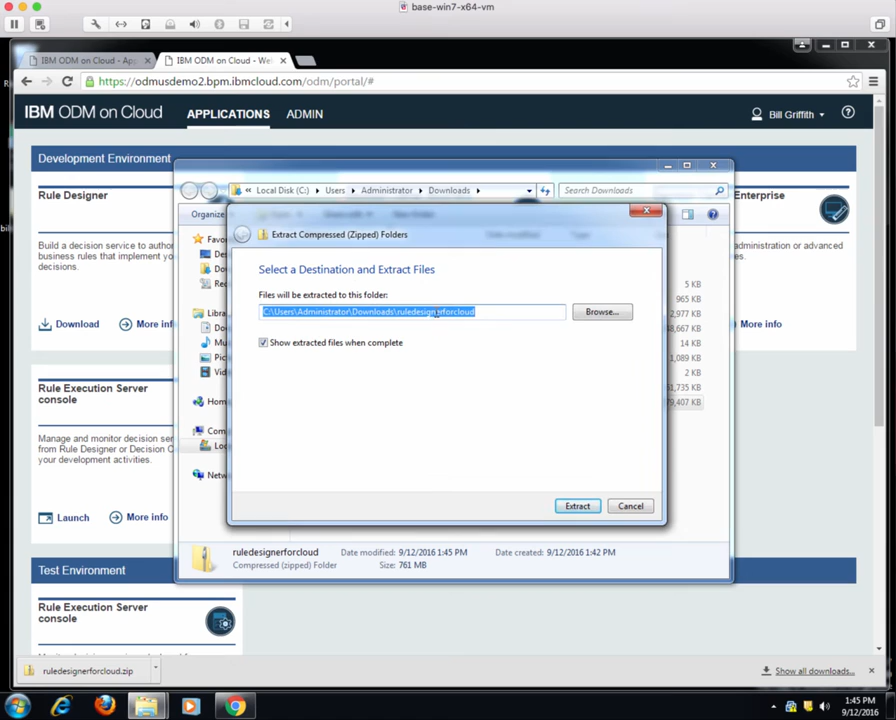 base-win7-x64-vm
IBM ODM on Cloud - App
IBM ODM on Cloud - We
https://odmusdemo2.bpm.ibmcloud.com/odm/portal/#
IBM ODM on Cloud
APPLICATIONS
ADMIN
Bill Griffith
Development Environment
Rule Designer
Build a decision service to
business rules that implement
decisions.
Download
More
Enterprise
administration or advanced
More info
Rule Execution Server
console
Manage and monitor decision
from Rule Designer or Decision
your development activities.
Launch
More info
Test Environment
Rule Execution Server
console
« Local Disk (C:)
Users
Administrator
Downloads
Search Downloads
Organize
5 KB
965 KB
2,977 KB
1,089 KB
2 KB
Extract Compressed (Zipped) Folders
Select a Destination and Extract Files
Files will be extracted to this folder:
C:\Users\Administrator\Downloads\ruledesignerforcloud
Browse...
Show extracted files when complete
Extract
Cancel
ruledesignerforcloud
Date modified: 9/12/2016 1:45 PM
Date created: 9/12/2016 1:42 PM
Compressed (zipped) Folder
Size: 761 MB
ruledesignerforcloud.zip
Show all downloads...
1:45 PM
9/12/2016